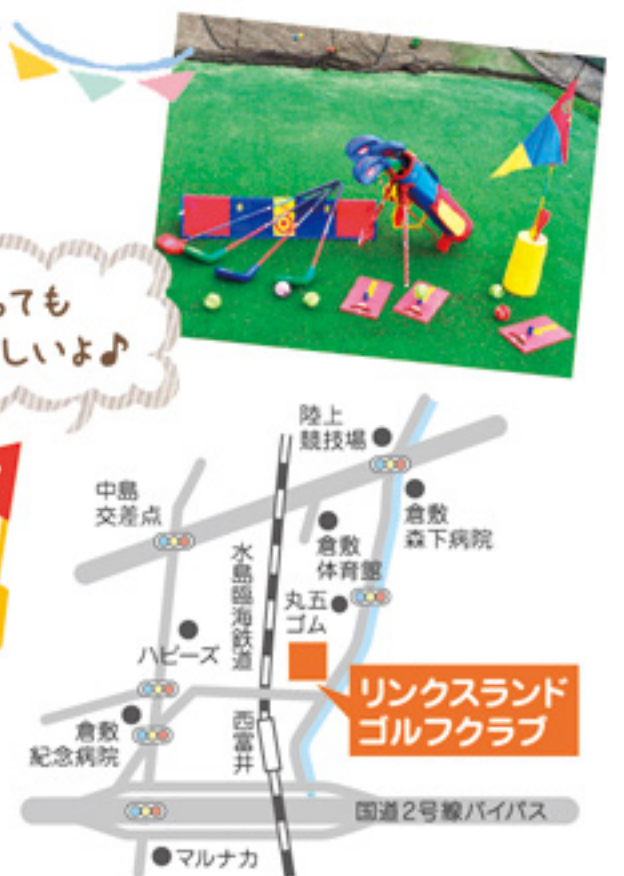 っても
しいよ♪
陸上
競技場
中島
交差点
倉敷
森下病院
倉敷
体育館
水島臨海鉄道
丸五
ゴム
ハピーズ
リンクスランド
ゴルフクラブ
倉敷
紀念病院
西富井
国道2号線バイパス
マルナカ